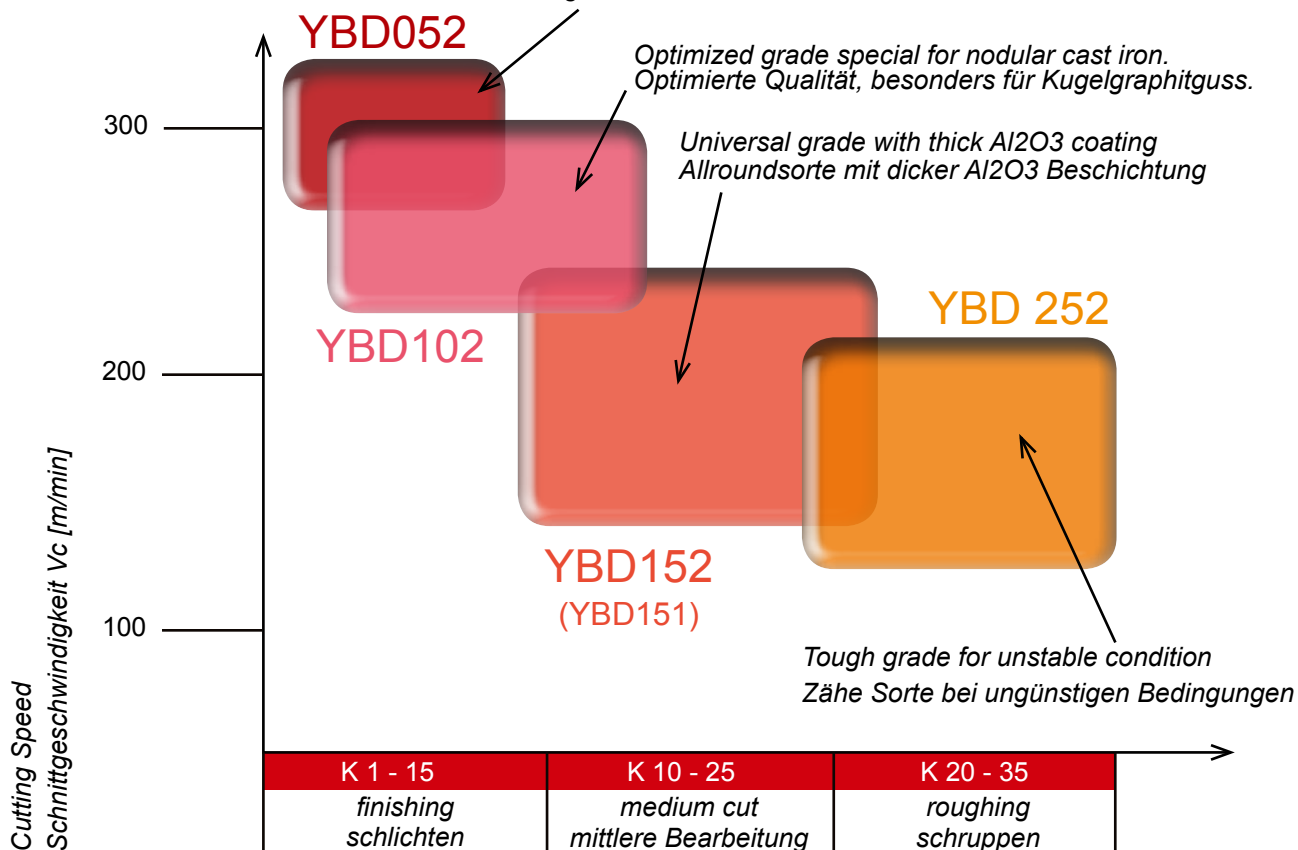 YBD052
Optimized grade special for nodular cast iron.
Optimierte Qualität, besonders für Kugelgraphitguss.
300
Universal grade with thick Al2O3 coating
Allroundsorte mit dicker Al2O3 Beschichtung
YBD 252
YBD102
200
YBD152
(YBD151)
100
Tough grade for unstable condition
Zähe Sorte bei ungünstigen Bedingungen
Cutting Speed
Schnittgeschwindigkeit Vc [m/min]
K 1 - 15
K 10 - 25
K 20 - 35
finishing
schlichten
medium cut
mittlere Bearbeitung
roughing
schruppen